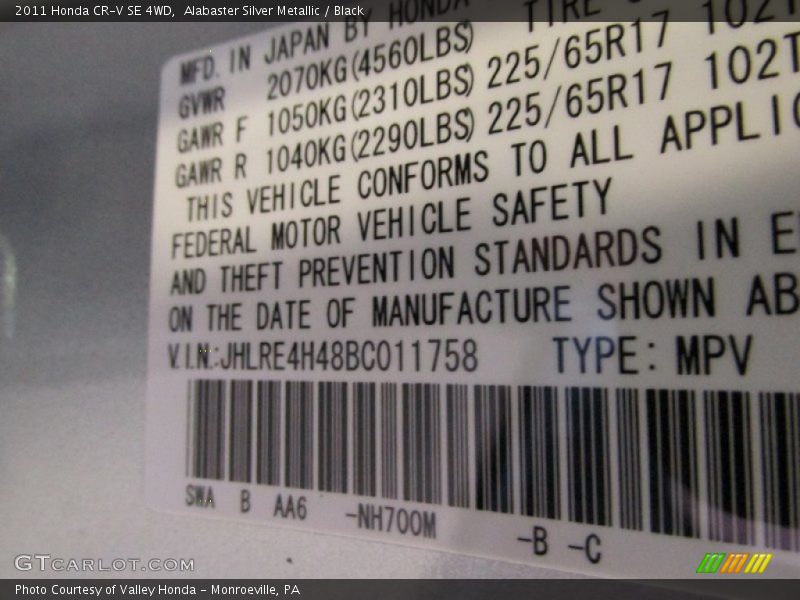 2011 Honda CR-V SE 4WD,  Alabaster Silver Metallic / Black
MFD. IN JAPAN BY HONDA TIRE
GVWR 2070KG(4560LBS)
GAWR F 1050KG(2310LBS) 225/65R17 102T
GAWR R 1040KG(2290LBS) 225/65R17 102T
THIS VEHICLE CONFORMS TO ALL APPLIC
FEDERAL MOTOR VEHICLE SAFETY
AND THEFT PREVENTION STANDARDS IN E
ON THE DATE OF MANUFACTURE SHOWN AB
V.I.N.:JHLRE4H48BC011758 TYPE: MPV
SWA B AA6 -NH700M -B -C
GTCARLOT.COM
Photo Courtesy of Valley Honda - Monroeville, PA